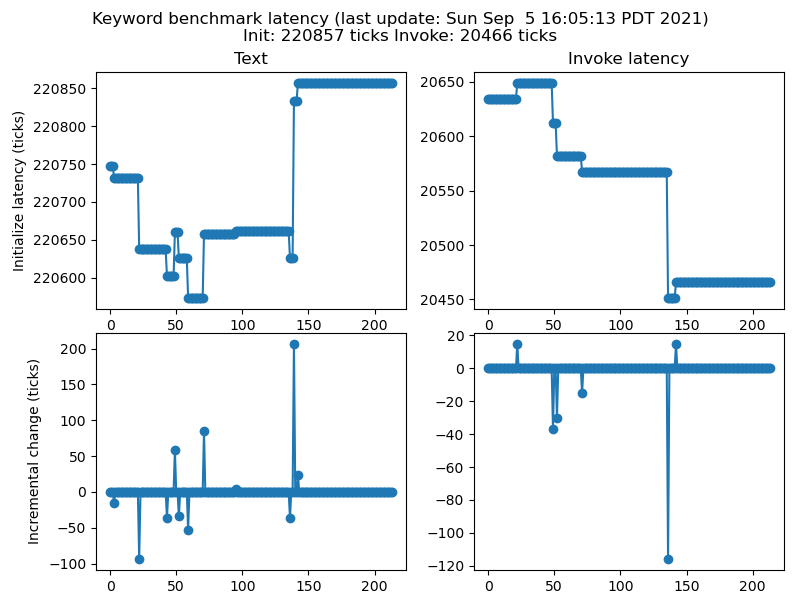 Keyword benchmark latency (last update: Sun Sep  5 16:05:13 PDT 2021)
Init: 220857 ticks Invoke: 20466 ticks
Text
Invoke latency
Initialize latency (ticks)
220850
220800
220750
220700
220650
220600
0 50 100 150 200
20650
20600
20550
20500
20450
0 50 100 150 200
Incremental change (ticks)
200
150
100
50
0
−50
−100
0 50 100 150 200
20
0
−20
−40
−60
−80
−100
−120
0 50 100 150 200